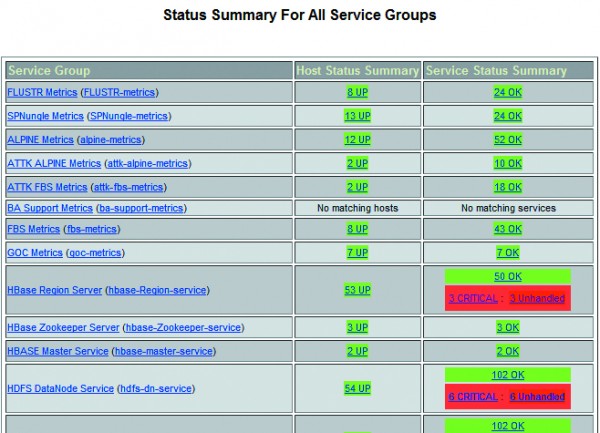 Status Summary For All Service Groups
Service Group Host Status Summary Service Status Summary
FLUSTR Metrics (FLUSTR-metrics) 8 UP 24 OK
SPNungle Metrics (SPNungle-metrics) 13 UP 24 OK
ALPINE Metrics (alpine-metrics) 12 UP 52 OK
ATTK ALPINE Metrics (attk-alpine-metrics) 2 UP 10 OK
ATTK FBS Metrics (attk-fbs-metrics) 2 UP 18 OK
BA Support Metrics (ba-support-metrics) No matching hosts No matching services
FBS Metrics (fbs-metrics) 8 UP 43 OK
GOC Metrics (goc-metrics) 7 UP 7 OK
HBase Region Server (hbase-Region-service) 53 UP 50 OK
3 CRITICAL : 3 Unhandled
HBase Zookeeper Server (hbase-Zookeeper-service) 3 UP 3 OK
HBASE Master Service (hbase-master-service) 2 UP 2 OK
HDFS DataNode Service (hdfs-dn-service) 54 UP 102 OK
6 CRITICAL : 6 Unhandled
102 OK